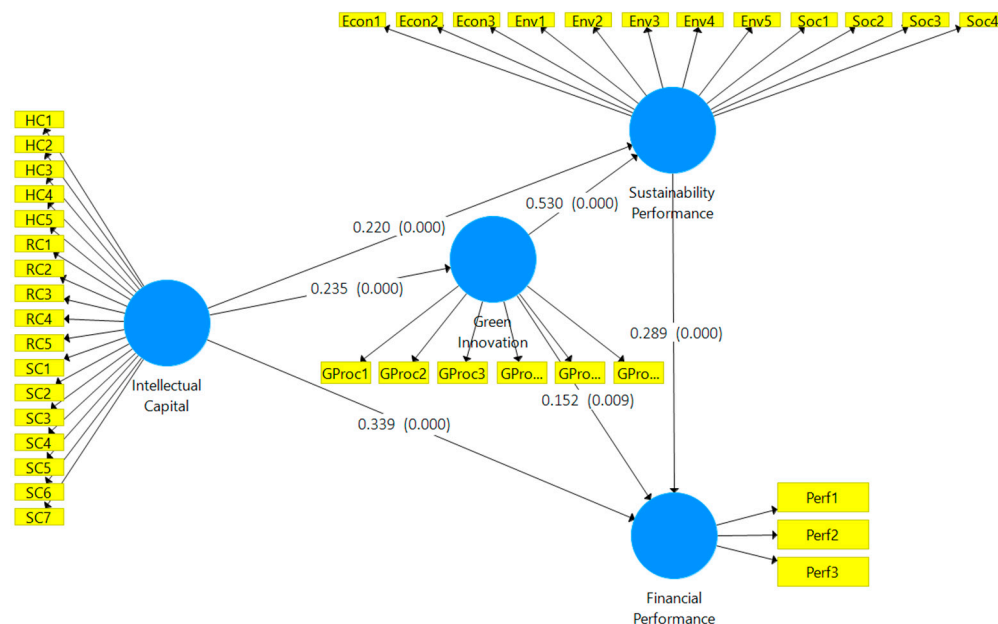 Econ1 Econ2 Econ3 Env1 Env2 Env3 Env4 Env5 Soc1 Soc2 Soc3 Soc4
HC1
HC2
HC3
HC4
HC5
RC1
RC2
RC3
RC4
RC5
SC1
SC2
SC3
SC4
SC5
SC6
SC7
Intellectual
Capital
Sustainability
Performance
0.530 (0.000)
0.220 (0.000)
0.235 (0.000)
Green
Innovation
0.289 (0.000)
GProc1 GProc2 GProc3 GPro... GPro... GPro...
0.152 (0.009)
0.339 (0.000)
Perf1
Perf2
Perf3
Financial
Performance